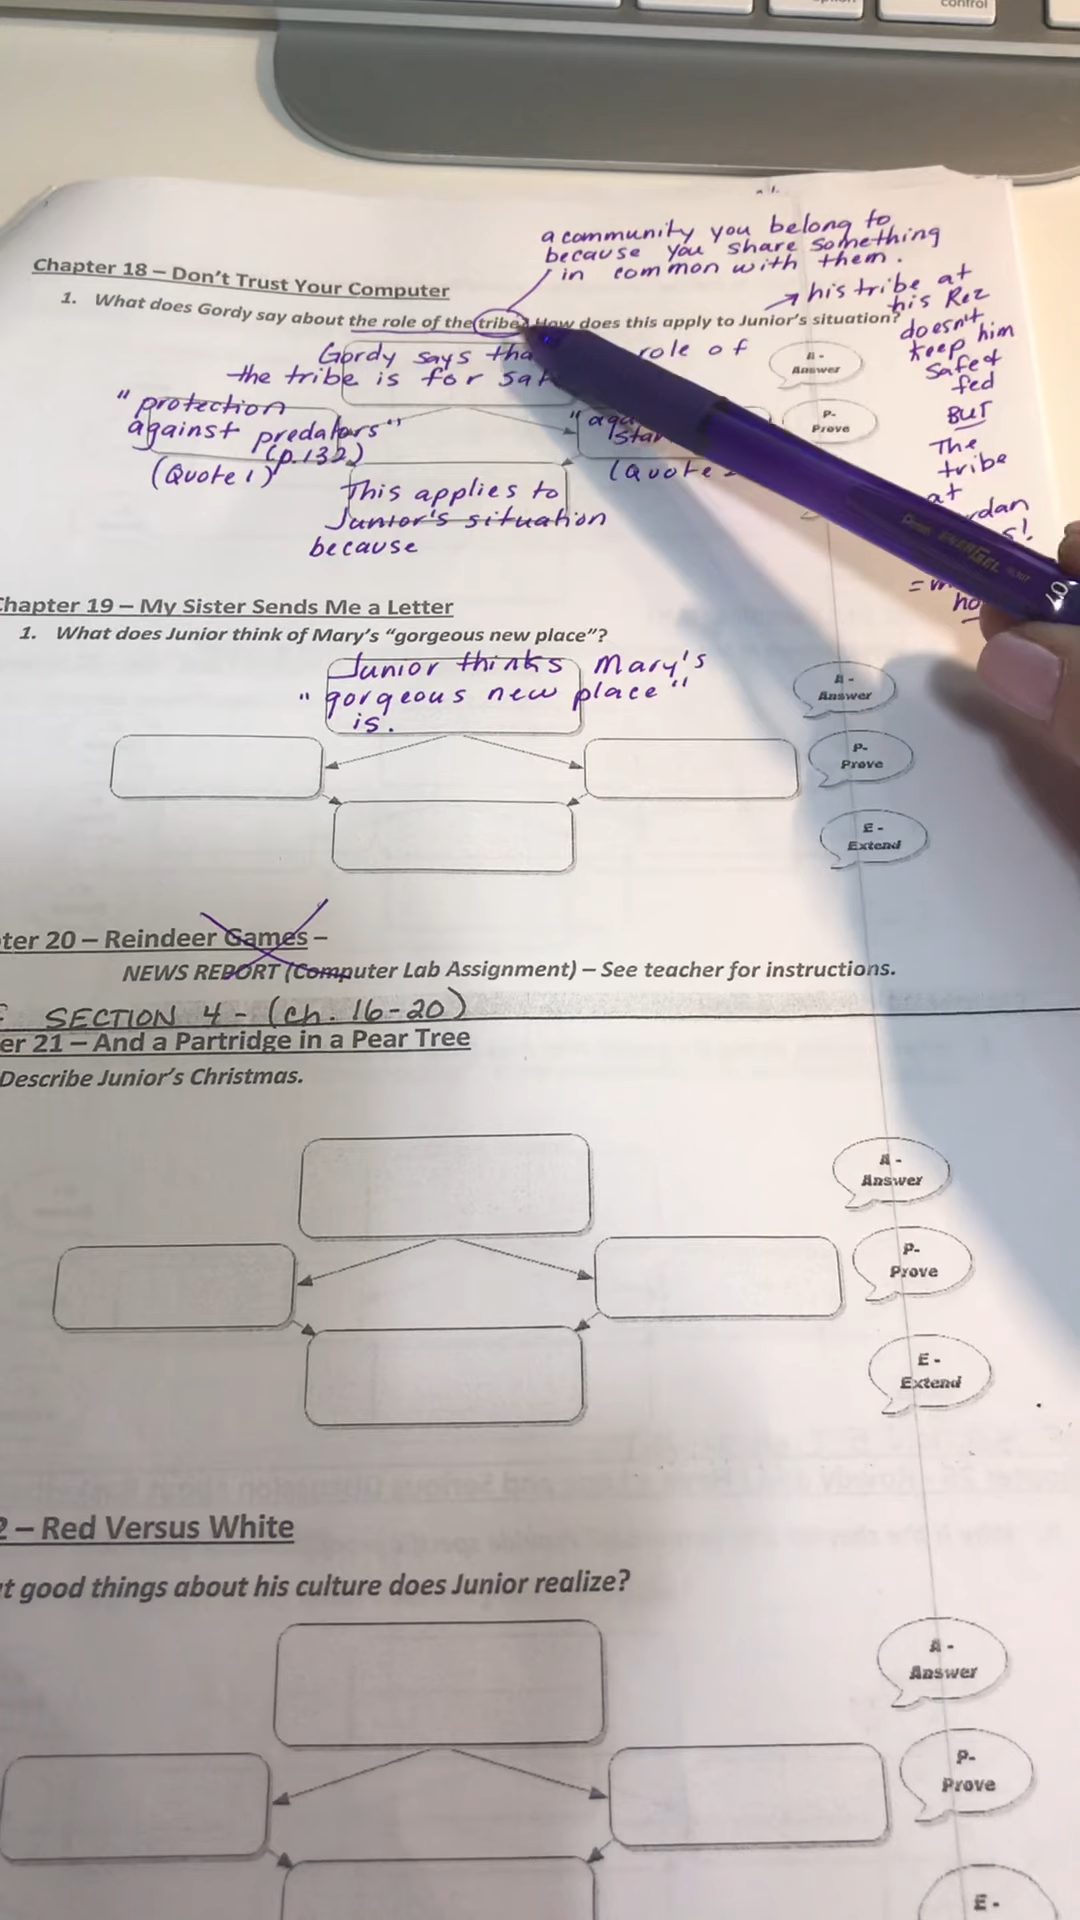 control
a community you belong to
because you share something
in common with them.
Chapter 18 – Don't Trust Your Computer
his tribe at
his Rez
doesn't
keep him
safe &
fed
BUT
The
tribe
at
1. What does Gordy say about the role of the tribe? How does this apply to Junior's situation?
Gordy says role of
the tribe is for
A -
Answer
"protection
against predators"
(p.132)
(Quote 1)
P-
Prove
(Quote
This applies to
Junior's situation
because
Chapter 19 – My Sister Sends Me a Letter
1. What does Junior think of Mary's "gorgeous new place"?
Junior thinks Mary's
"gorgeous new place"
is.
A -
Answer
P-
Prove
E -
Extend
ter 20 – Reindeer Games –
NEWS REPORT (Computer Lab Assignment) – See teacher for instructions.
SECTION 4 - (Ch. 16-20)
er 21 – And a Partridge in a Pear Tree
Describe Junior's Christmas.
A -
Answer
P-
Prove
E -
Extend
2 – Red Versus White
t good things about his culture does Junior realize?
A -
Answer
P-
Prove
E -